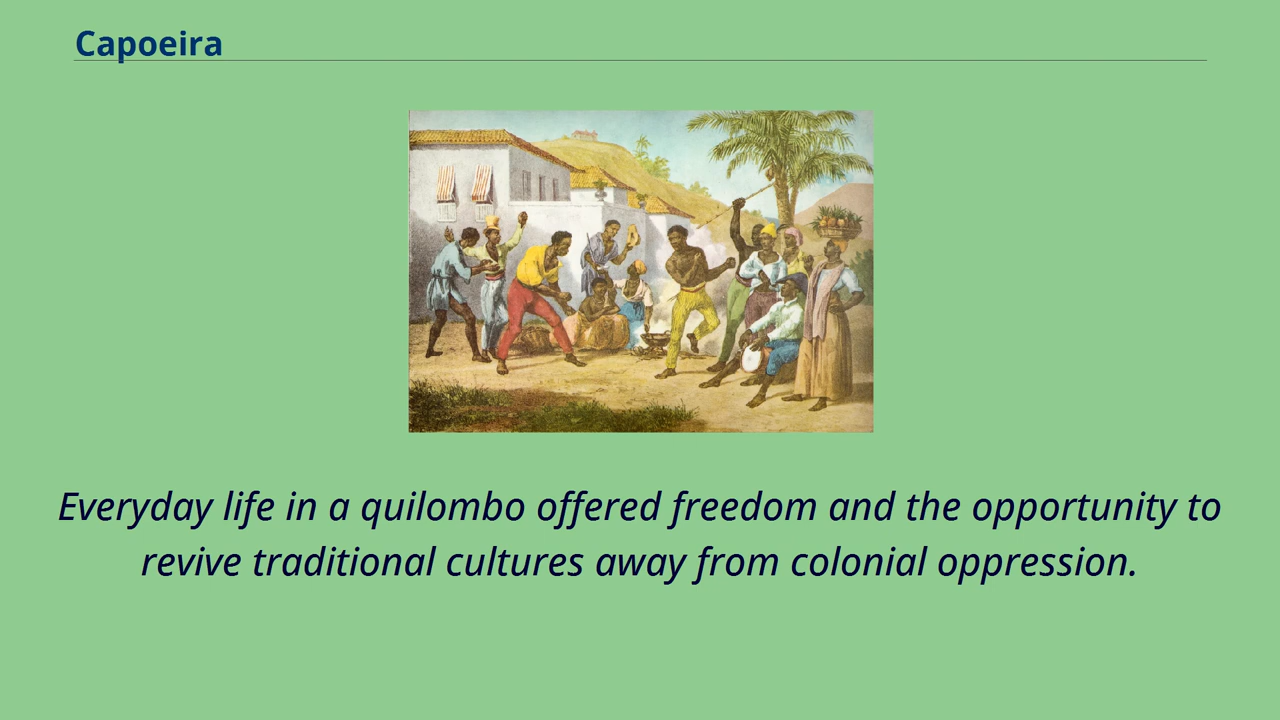 Capoeira
Everyday life in a quilombo offered freedom and the opportunity to
revive traditional cultures away from colonial oppression.